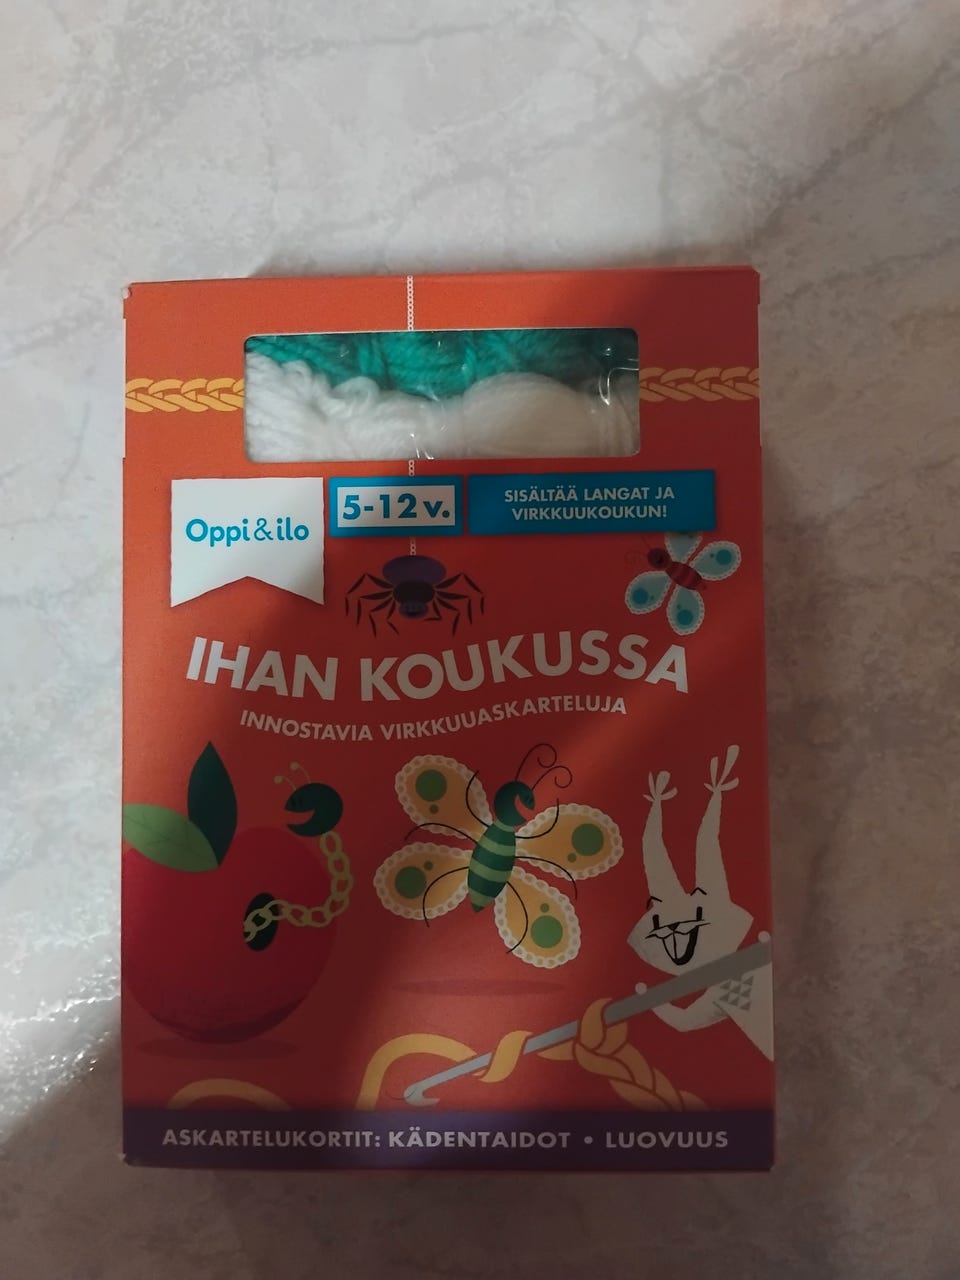 Oppi&ilo
5-12 v.
SISÄLTÄÄ LANGAT JA
VIRKKUUKOUKUN!
IHAN KOUKUSSA
INNOSTAVIA VIRKKUUASKARTELUJA
ASKARTELUKORTIT: KÄDENTAIDOT • LUOVUUS